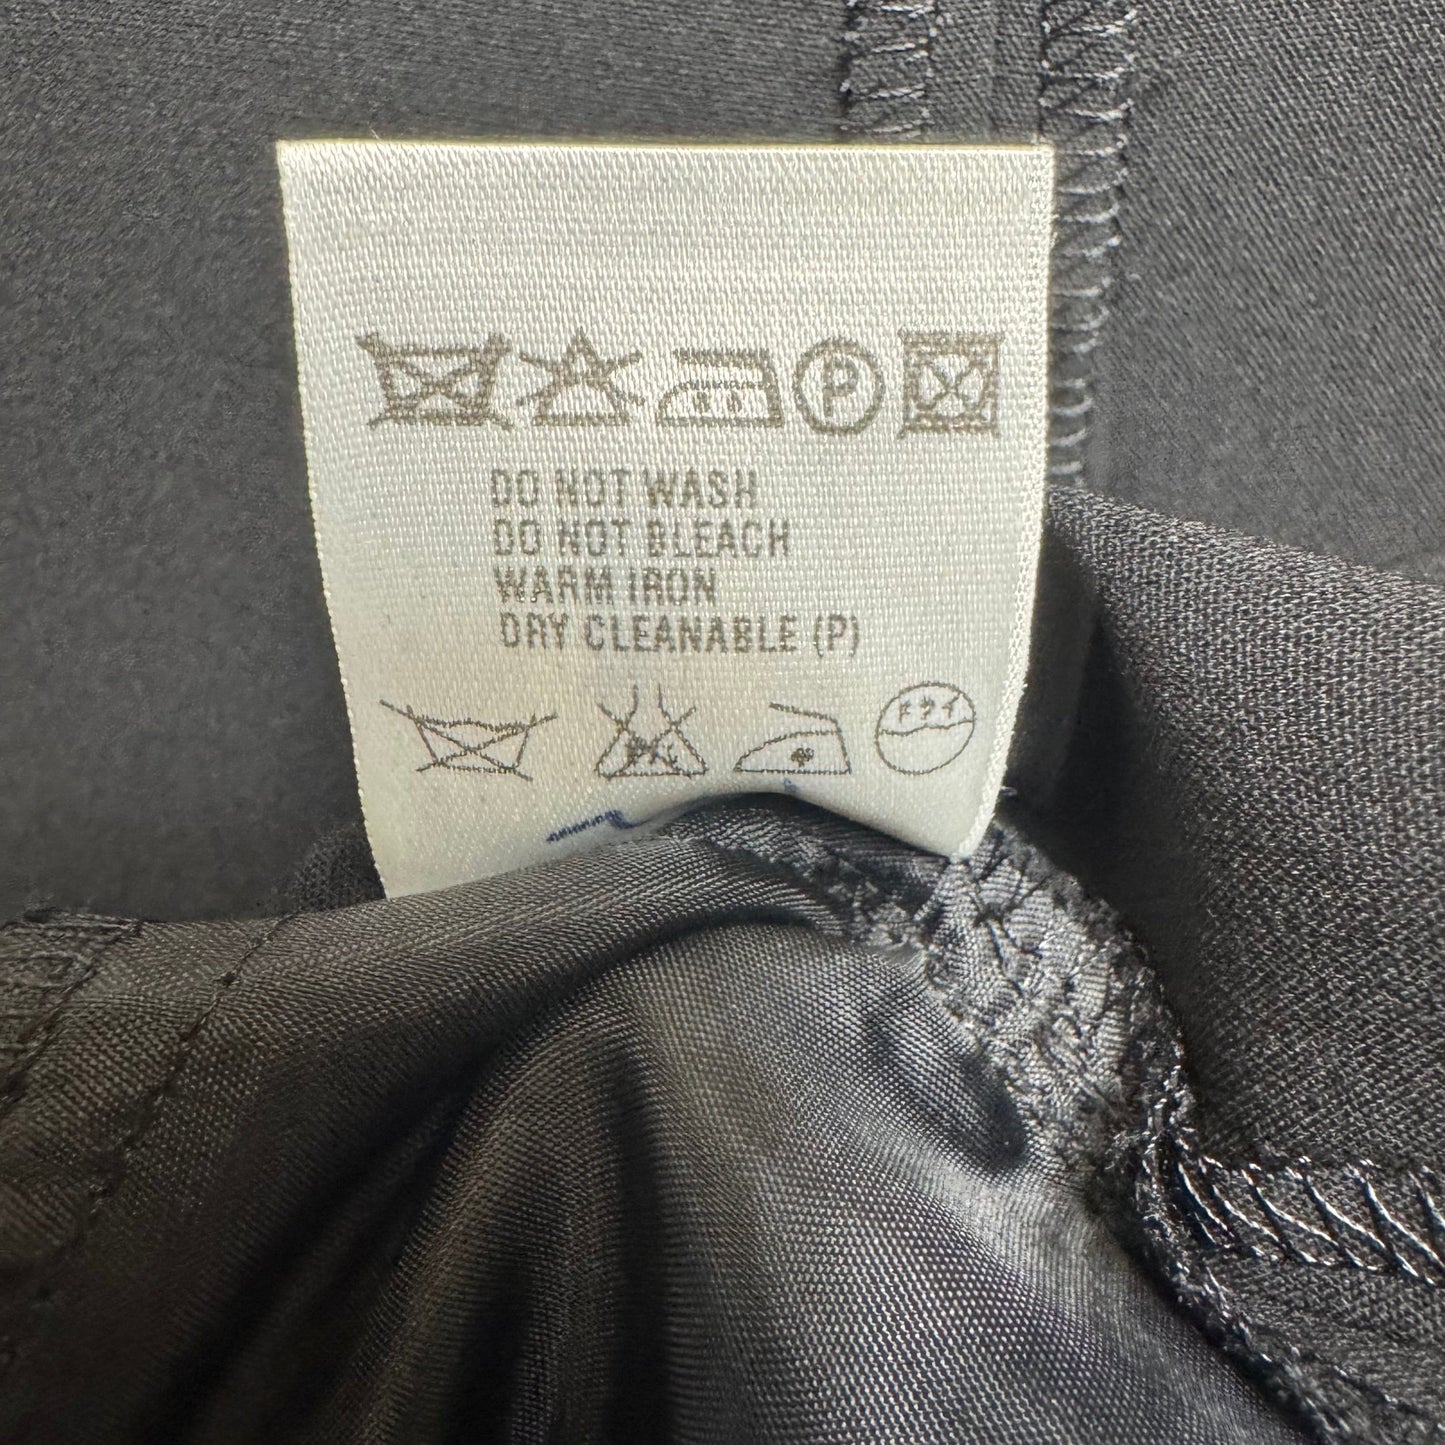 P
DO NOT WASH
DO NOT BLEACH
WARM IRON
DRY CLEANABLE (P)
ドライ